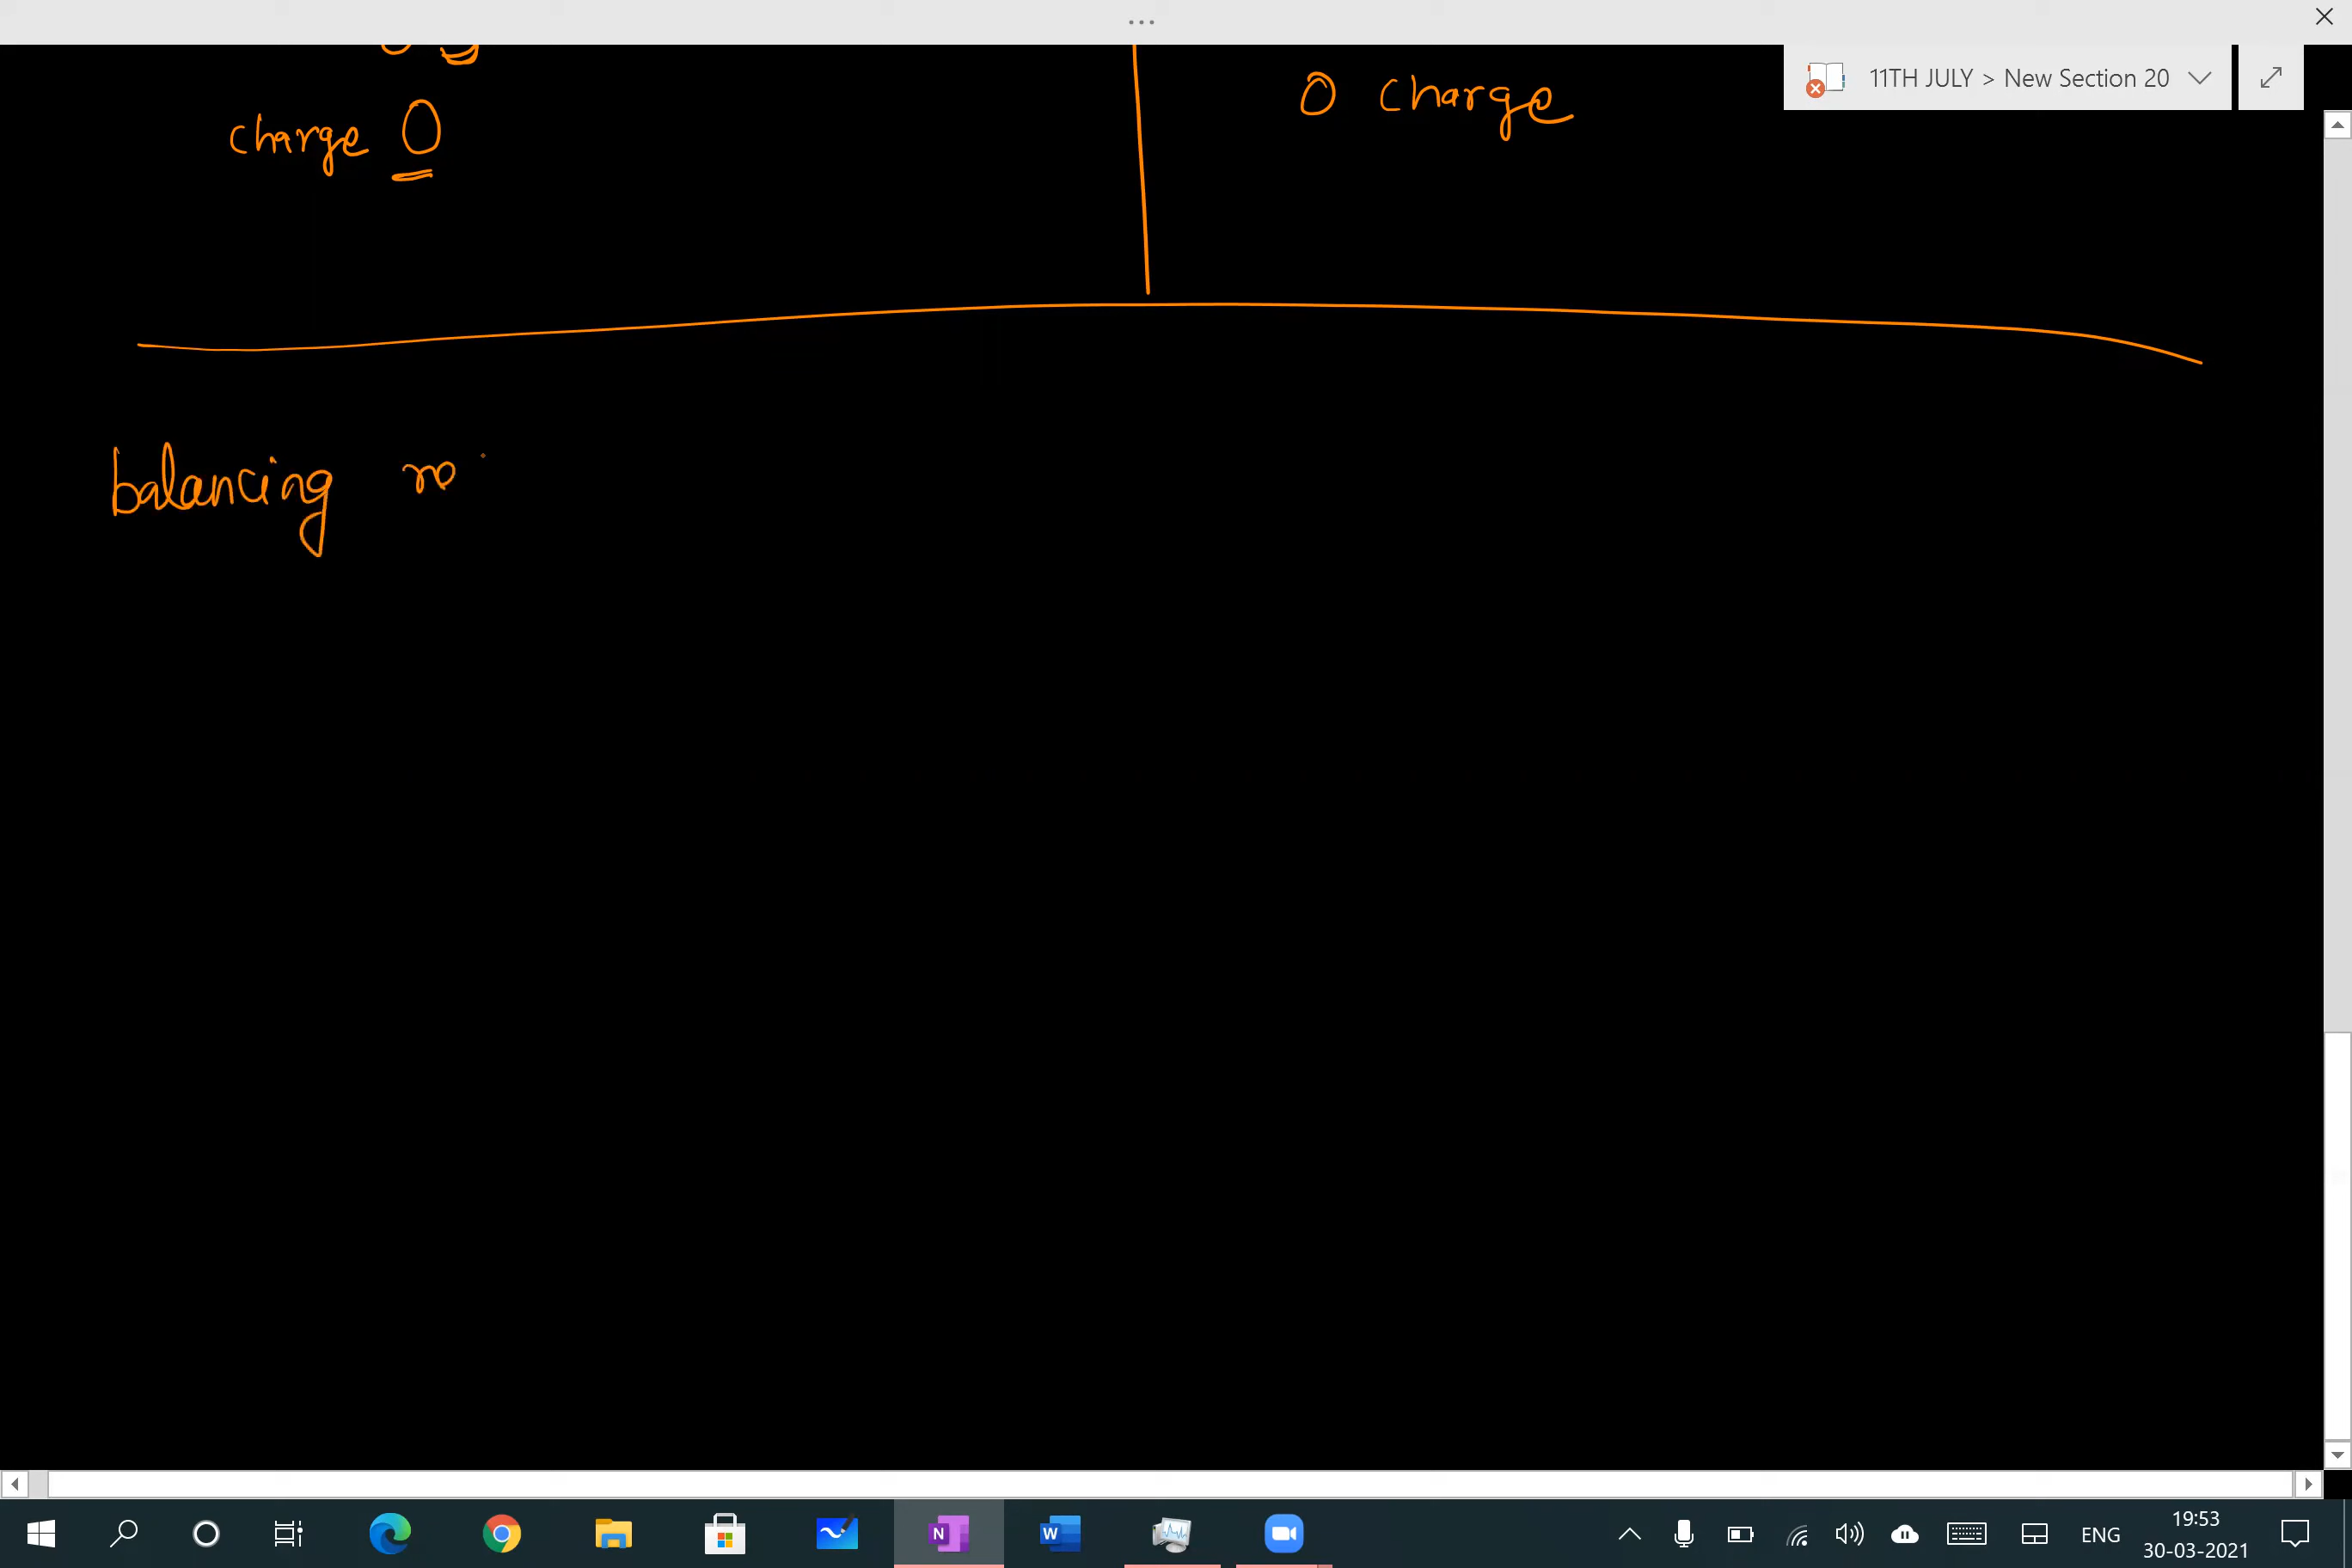 11TH JULY > New Section 20
0 charge
charge 0
balancing
ENG
19:53
30-03-2021